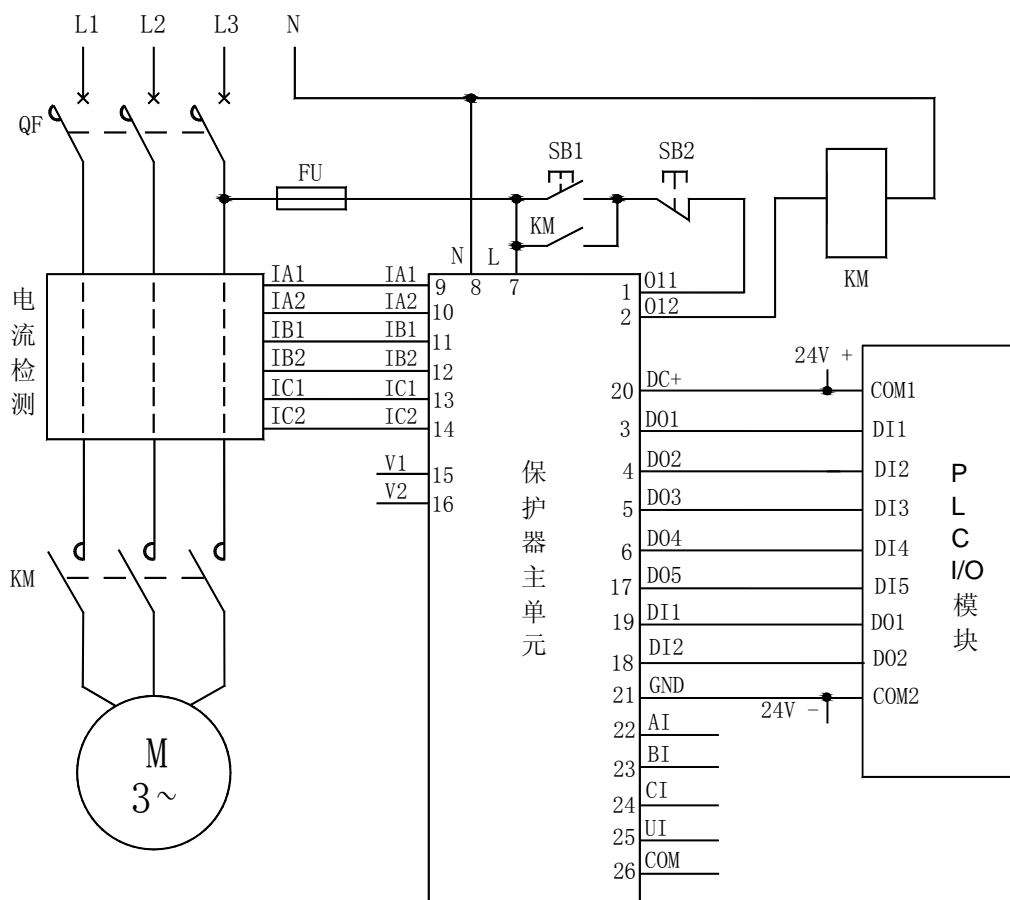 L1 L2 L3 N
QF
FU
SB1 SB2
KM
KM
N L
8 7
电流检测
IA1 IA1 9
IA2 IA2 10
IB1 IB1 11
IB2 IB2 12
IC1 IC1 13
IC2 IC2 14
V1 15
V2 16
保护器主单元
1 O11
2 O12
24V +
20 DC+ COM1
3 DO1 DI1
4 DO2 DI2
5 DO3 DI3
6 DO4 DI4
17 DO5 DI5
19 DI1 DO1
18 DI2 DO2
21 GND COM2
24V -
22 AI
23 BI
24 CI
25 UI
26 COM
PLC
I/O
模块
KM
M
3~